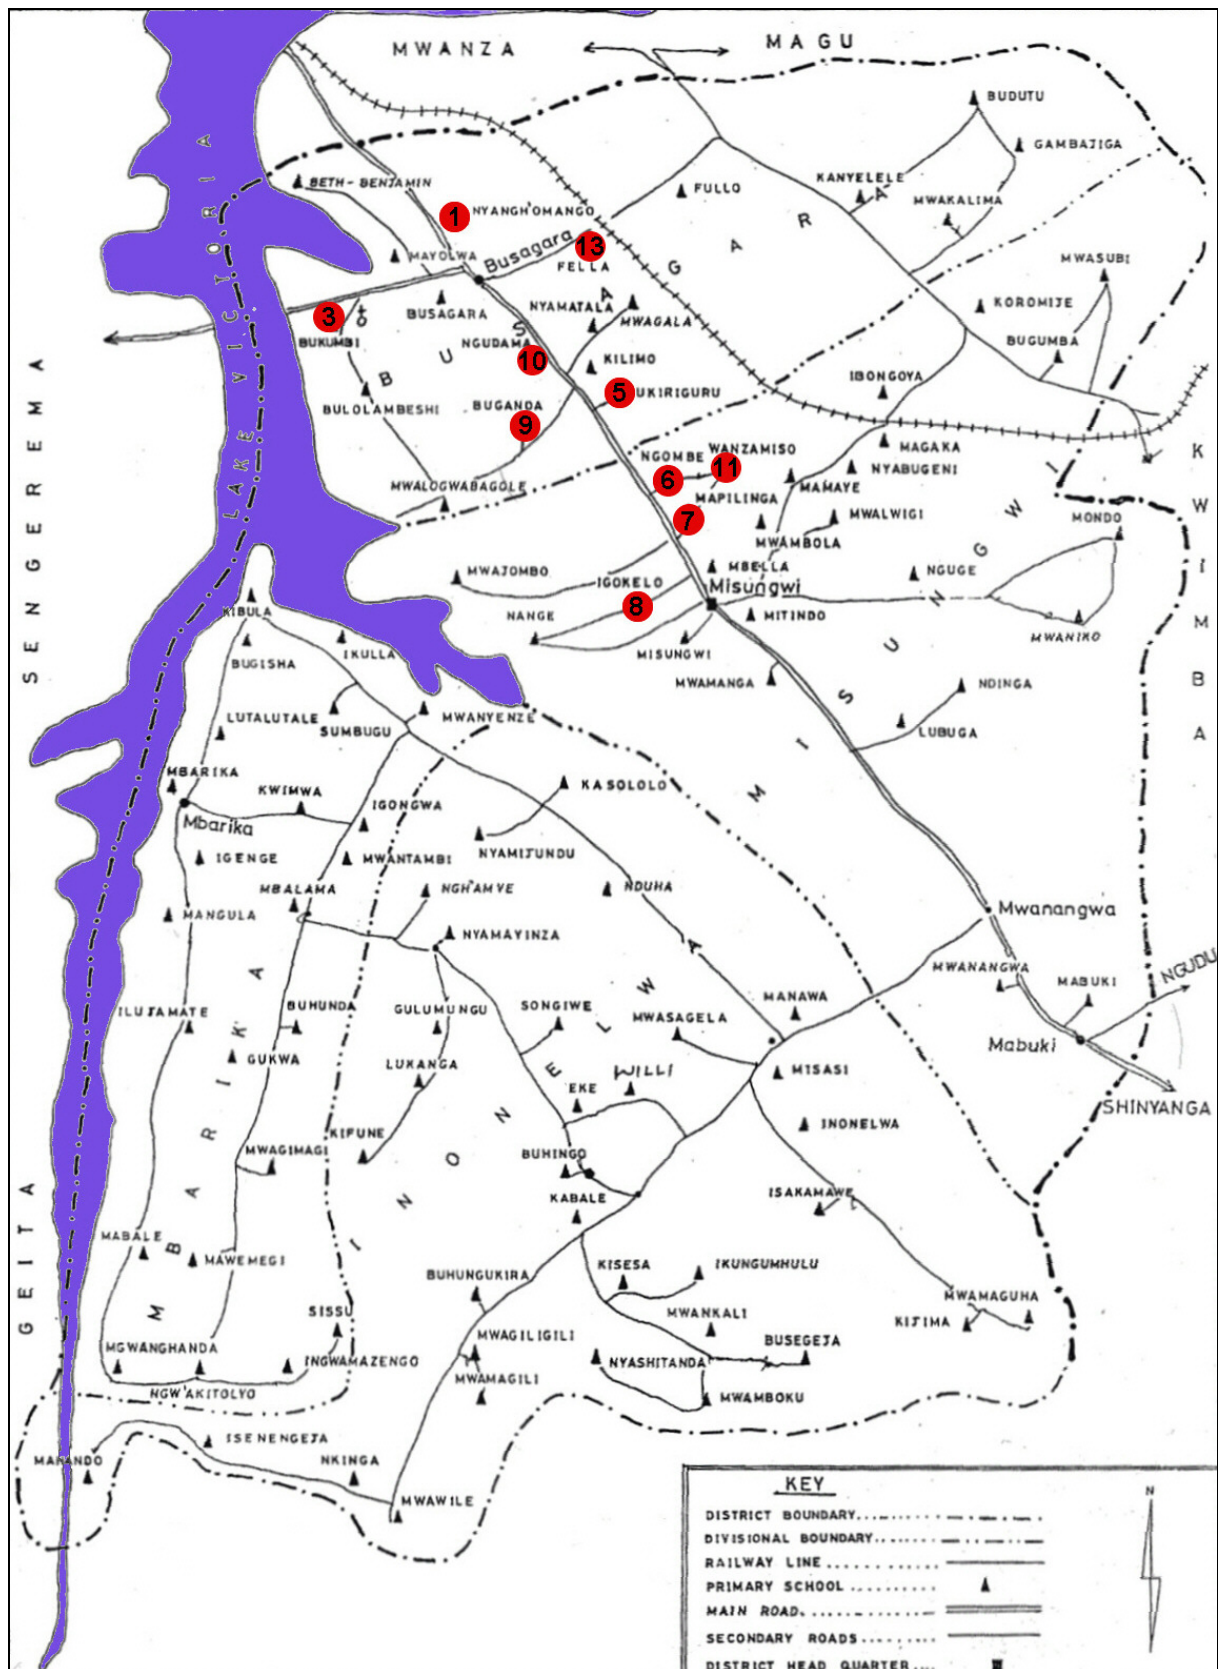 MWANZA
MAGU
BUDUTU
GAMBAJIGA
BETH-BENJAMIN
FULLO
KANYELELE
MWAKALIMA
1
NYANGH'OMANGO
13
FELLA
MAYOLWA
Busagara
MWASUBI
BUSAGARA
NYAMATALA
MWAGALA
KOROMIJE
3
BUKUMBI
NGUDAMA
10
KILIMO
BUGUMBA
BULOLAMBESHI
BUGANDA
9
5
UKIRIGURU
IBONGOYA
BUSAGARA
LAKE VICTORIA
SENGEREMA
KWIMBA
MAGAKA
NYABUGENI
NGOMBE
WANZAMISO
6
11
MAMAYE
MWALOGWABAGOLE
MAPILINGA
7
MWALWIGI
MWAMBOLA
MONDO
MWAJOMBO
IGOKELO
MBELLA
NGUGE
Misungwi
8
NANGE
MITINDO
MWANIKO
MISUNGWI
MWAMANGA
NDINGA
LUBUGA
MISUNGWI
KIBULA
BUGISHA
IKULLA
LUTALUTALE
SUMBUGU
MWANYENZE
MBARIKA
Mbarika
KWIMWA
IGONGWA
KASOLOLO
NYAMIJUNDU
IGENGE
MWANTAMBI
MBALAMA
NGH'AMVE
NDUHA
MANGULA
NYAMAYINZA
Mwanangwa
MWANANGWA
MABUKI
NGUDU
Mabuki
SHINYANGA
ILUJAMATE
BUHUNDA
GULUMUNGU
SONGIWE
MWASAGELA
MANAWA
GUKWA
LUKANGA
EKE
WILLI
MISASI
INONELWA
MBARIKA
INONELWA
KIFUNE
MWAGIMAGI
BUHINGO
KABALE
ISAKAMAWE
GEITA
MABALE
MAWEMEGI
BUHUNGUKIRA
KISESA
IKUNGUMHULU
MWAMAGUHA
KIJIMA
SISSU
MWAGILIGILI
MWANKALI
BUSEGEJA
MGWANGHANDA
INGWAMAZENGO
NYASHITANDA
NGW'AKITOLYO
MWAMAGILI
MWAMBOKU
ISENENGEJA
NKINGA
MWAWILE
KEY
DISTRICT BOUNDARY
DIVISIONAL BOUNDARY
RAILWAY LINE
PRIMARY SCHOOL
MAIN ROAD
SECONDARY ROADS
DISTRICT HEAD QUARTER
N